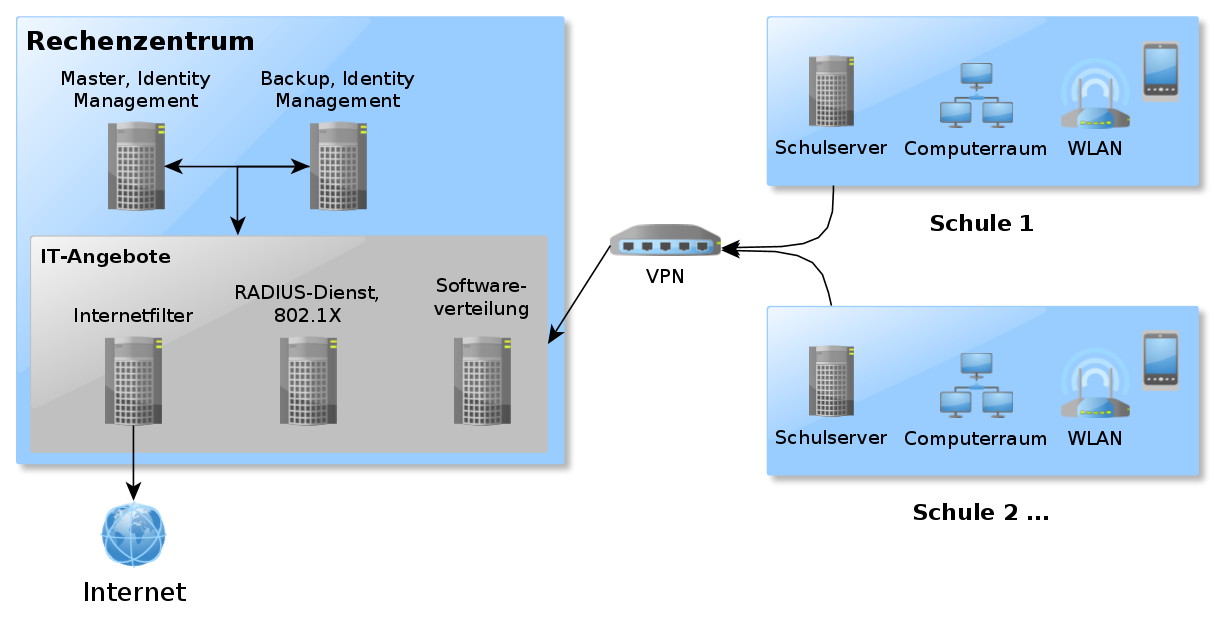 Rechenzentrum
Master, Identity
Management
Backup, Identity
Management
IT-Angebote
Internetfilter
RADIUS-Dienst,
802.1X
Software-
verteilung
Internet
VPN
Schulserver
Computerraum
WLAN
Schule 1
Schulserver
Computerraum
WLAN
Schule 2 ...